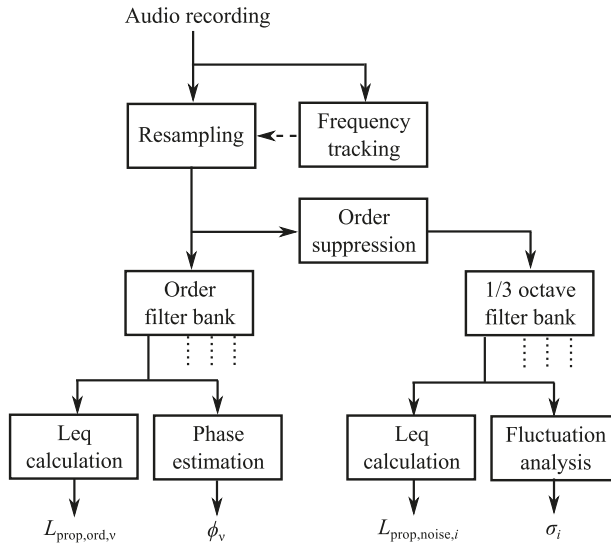 Audio recording
Resampling
Frequency
tracking
Order
suppression
Order
filter bank
1/3 octave
filter bank
Leq
calculation
Phase
estimation
Leq
calculation
Fluctuation
analysis
L_prop,ord,ν
ϕ_ν
L_prop,noise,i
σ_i